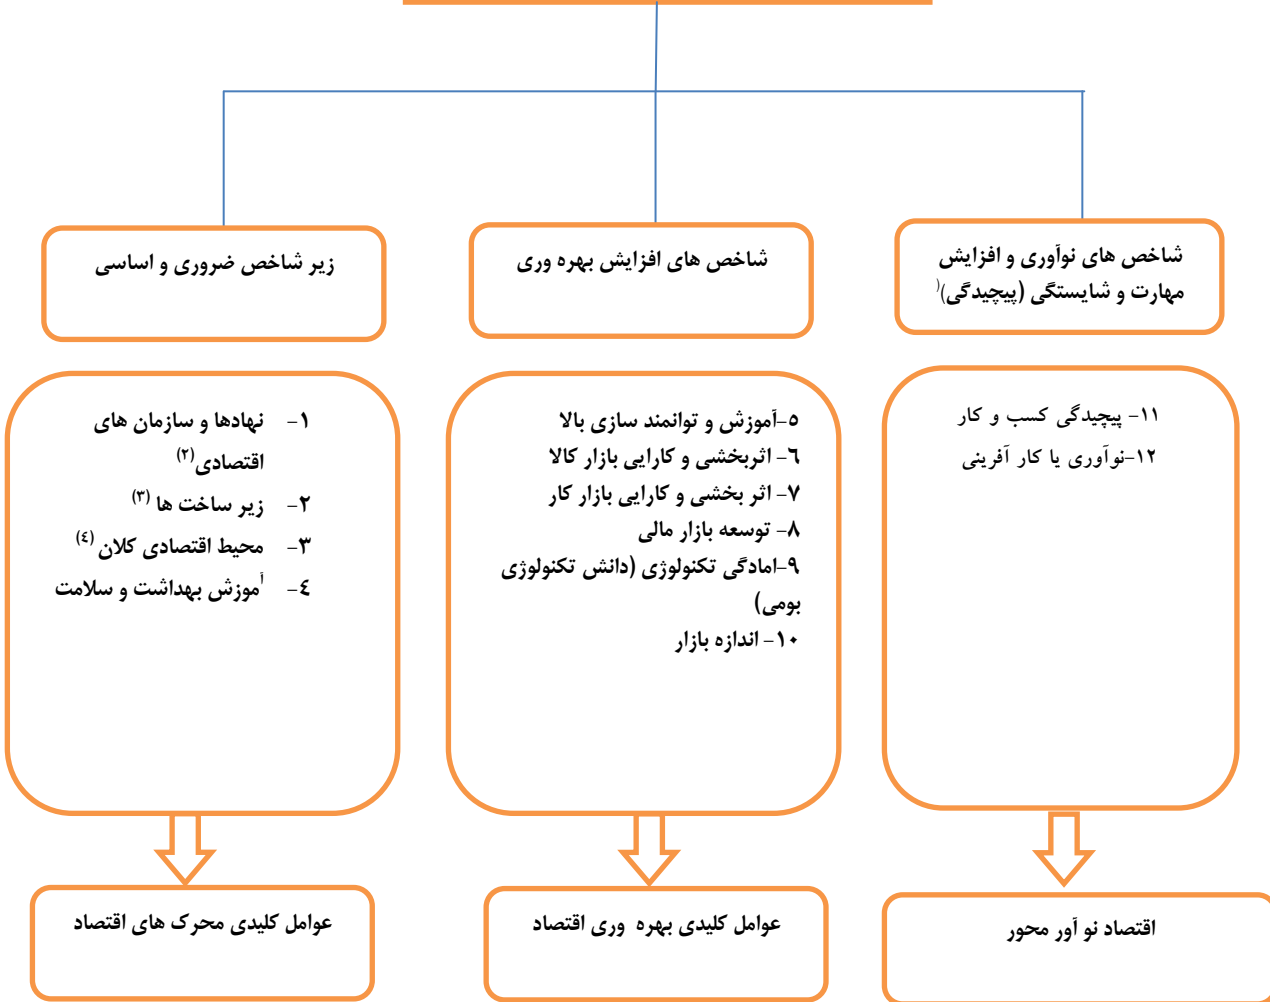 شاخص های نوآوری و افزایش
مهارت و شایستگی (پیچیدگی)(
شاخص های افزایش بهره وری
زیر شاخص ضروری و اساسی
۱۱- پیچیدگی کسب و کار
۱۲-نوآوری یا کار آفرینی
۵-آموزش و توانمند سازی بالا
۶- اثربخشی و کارایی بازار کالا
۷- اثر بخشی و کارایی بازار کار
۸- توسعه بازار مالی
۹-امادگی تکنولوژی (دانش تکنولوژی
بومی)
۱۰- اندازه بازار
۱- نهادها و سازمان های
اقتصادی(۲)
۲- زیر ساخت ها (۳)
۳- محیط اقتصادی کلان (٤)
٤- آموزش بهداشت و سلامت
اقتصاد نو آور محور
عوامل کلیدی بهره وری اقتصاد
عوامل کلیدی محرک های اقتصاد